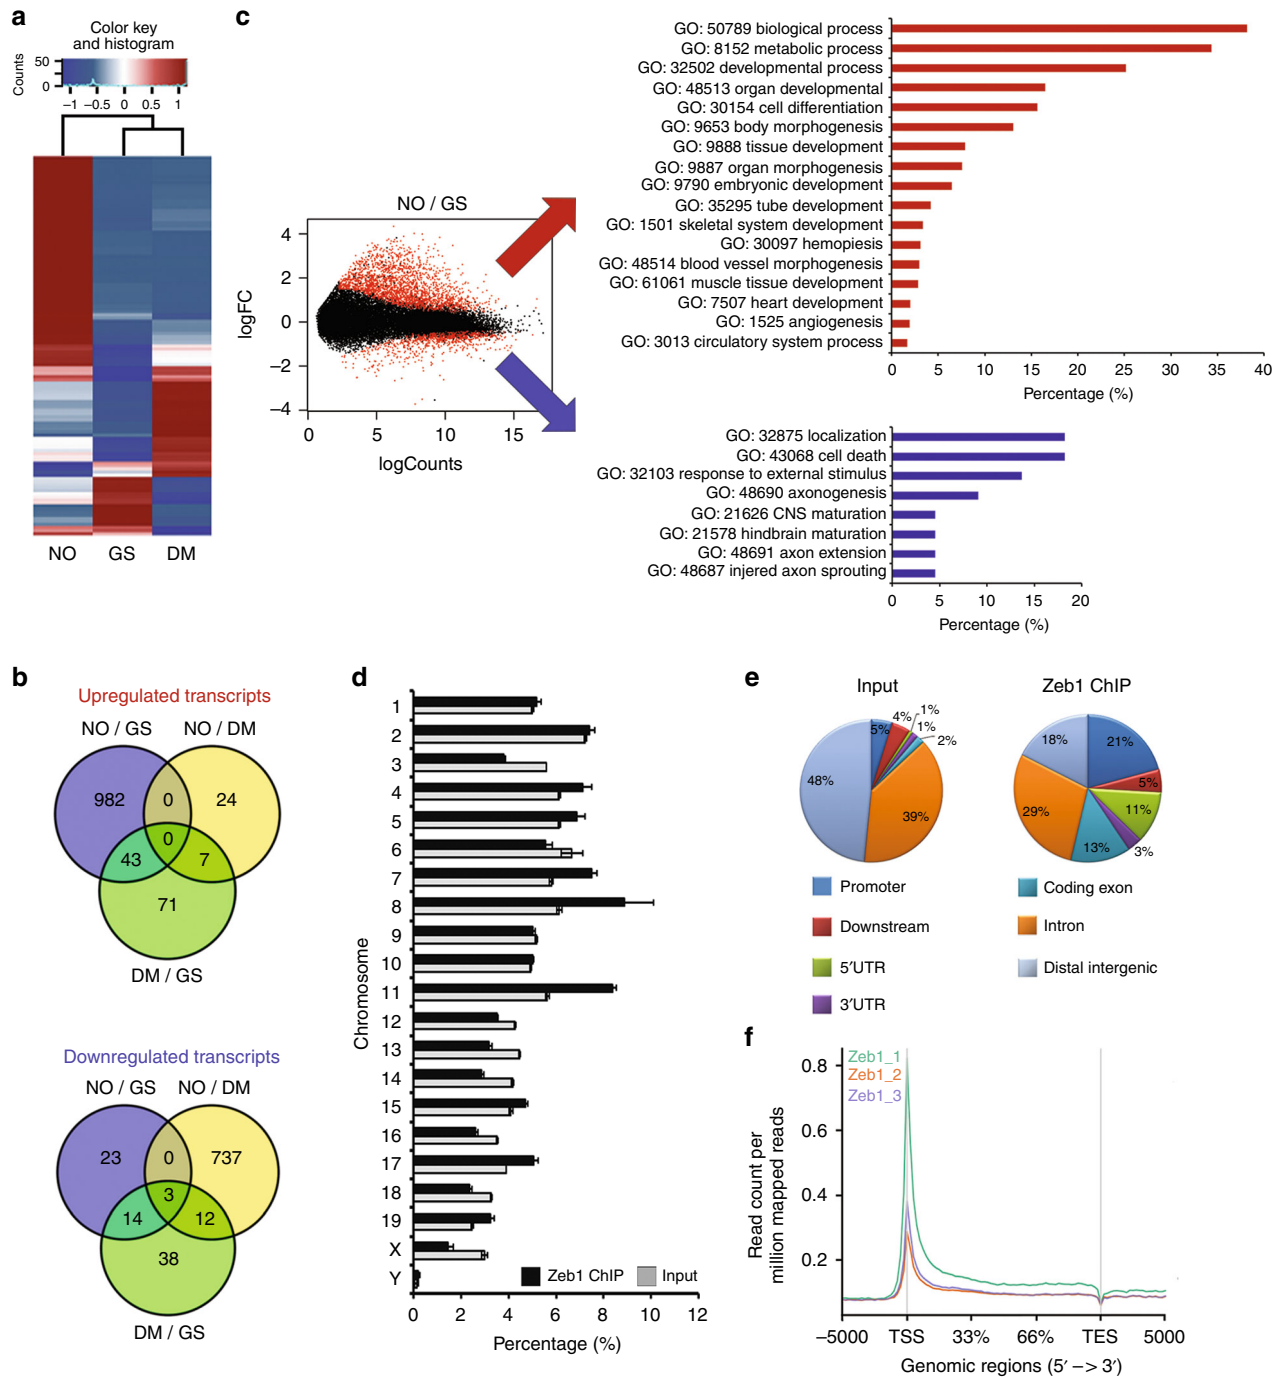 a
Color key
and histogram
Counts
50
0
−1 −0.5 0 0.5 1
NO GS DM
c
NO / GS
logFC
4
2
0
−2
−4
0 5 10 15
logCounts
GO: 50789 biological process
GO: 8152 metabolic process
GO: 32502 developmental process
GO: 48513 organ developmental
GO: 30154 cell differentiation
GO: 9653 body morphogenesis
GO: 9888 tissue development
GO: 9887 organ morphogenesis
GO: 9790 embryonic development
GO: 35295 tube development
GO: 1501 skeletal system development
GO: 30097 hemopiesis
GO: 48514 blood vessel morphogenesis
GO: 61061 muscle tissue development
GO: 7507 heart development
GO: 1525 angiogenesis
GO: 3013 circulatory system process
0 5 10 15 20 25 30 35 40
Percentage (%)
GO: 32875 localization
GO: 43068 cell death
GO: 32103 response to external stimulus
GO: 48690 axonogenesis
GO: 21626 CNS maturation
GO: 21578 hindbrain maturation
GO: 48691 axon extension
GO: 48687 injered axon sprouting
0 5 10 15 20
Percentage (%)
b
Upregulated transcripts
NO / GS NO / DM
982 0 24
0
43 7
71
DM / GS
Downregulated transcripts
NO / GS NO / DM
23 0 737
3
14 12
38
DM / GS
d
Chromosome
1
2
3
4
5
6
7
8
9
10
11
12
13
14
15
16
17
18
19
X
Y
Zeb1 ChIP Input
0 2 4 6 8 10 12
Percentage (%)
e
Input
5%
4%
1%
1%
2%
39%
48%
Zeb1 ChIP
21%
5%
11%
3%
13%
29%
18%
Promoter
Downstream
5′UTR
3′UTR
Coding exon
Intron
Distal intergenic
f
Zeb1_1
Zeb1_2
Zeb1_3
Read count per
million mapped reads
0.8
0.6
0.4
0.2
−5000 TSS 33% 66% TES 5000
Genomic regions (5′ −> 3′)